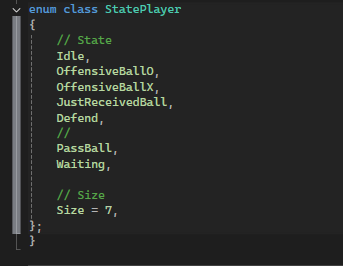 enum class StatePlayer
{
// State
Idle,
OffensiveBallO,
OffensiveBallX,
JustReceivedBall,
Defend,
//
PassBall,
Waiting,
// Size
Size = 7,
};
}